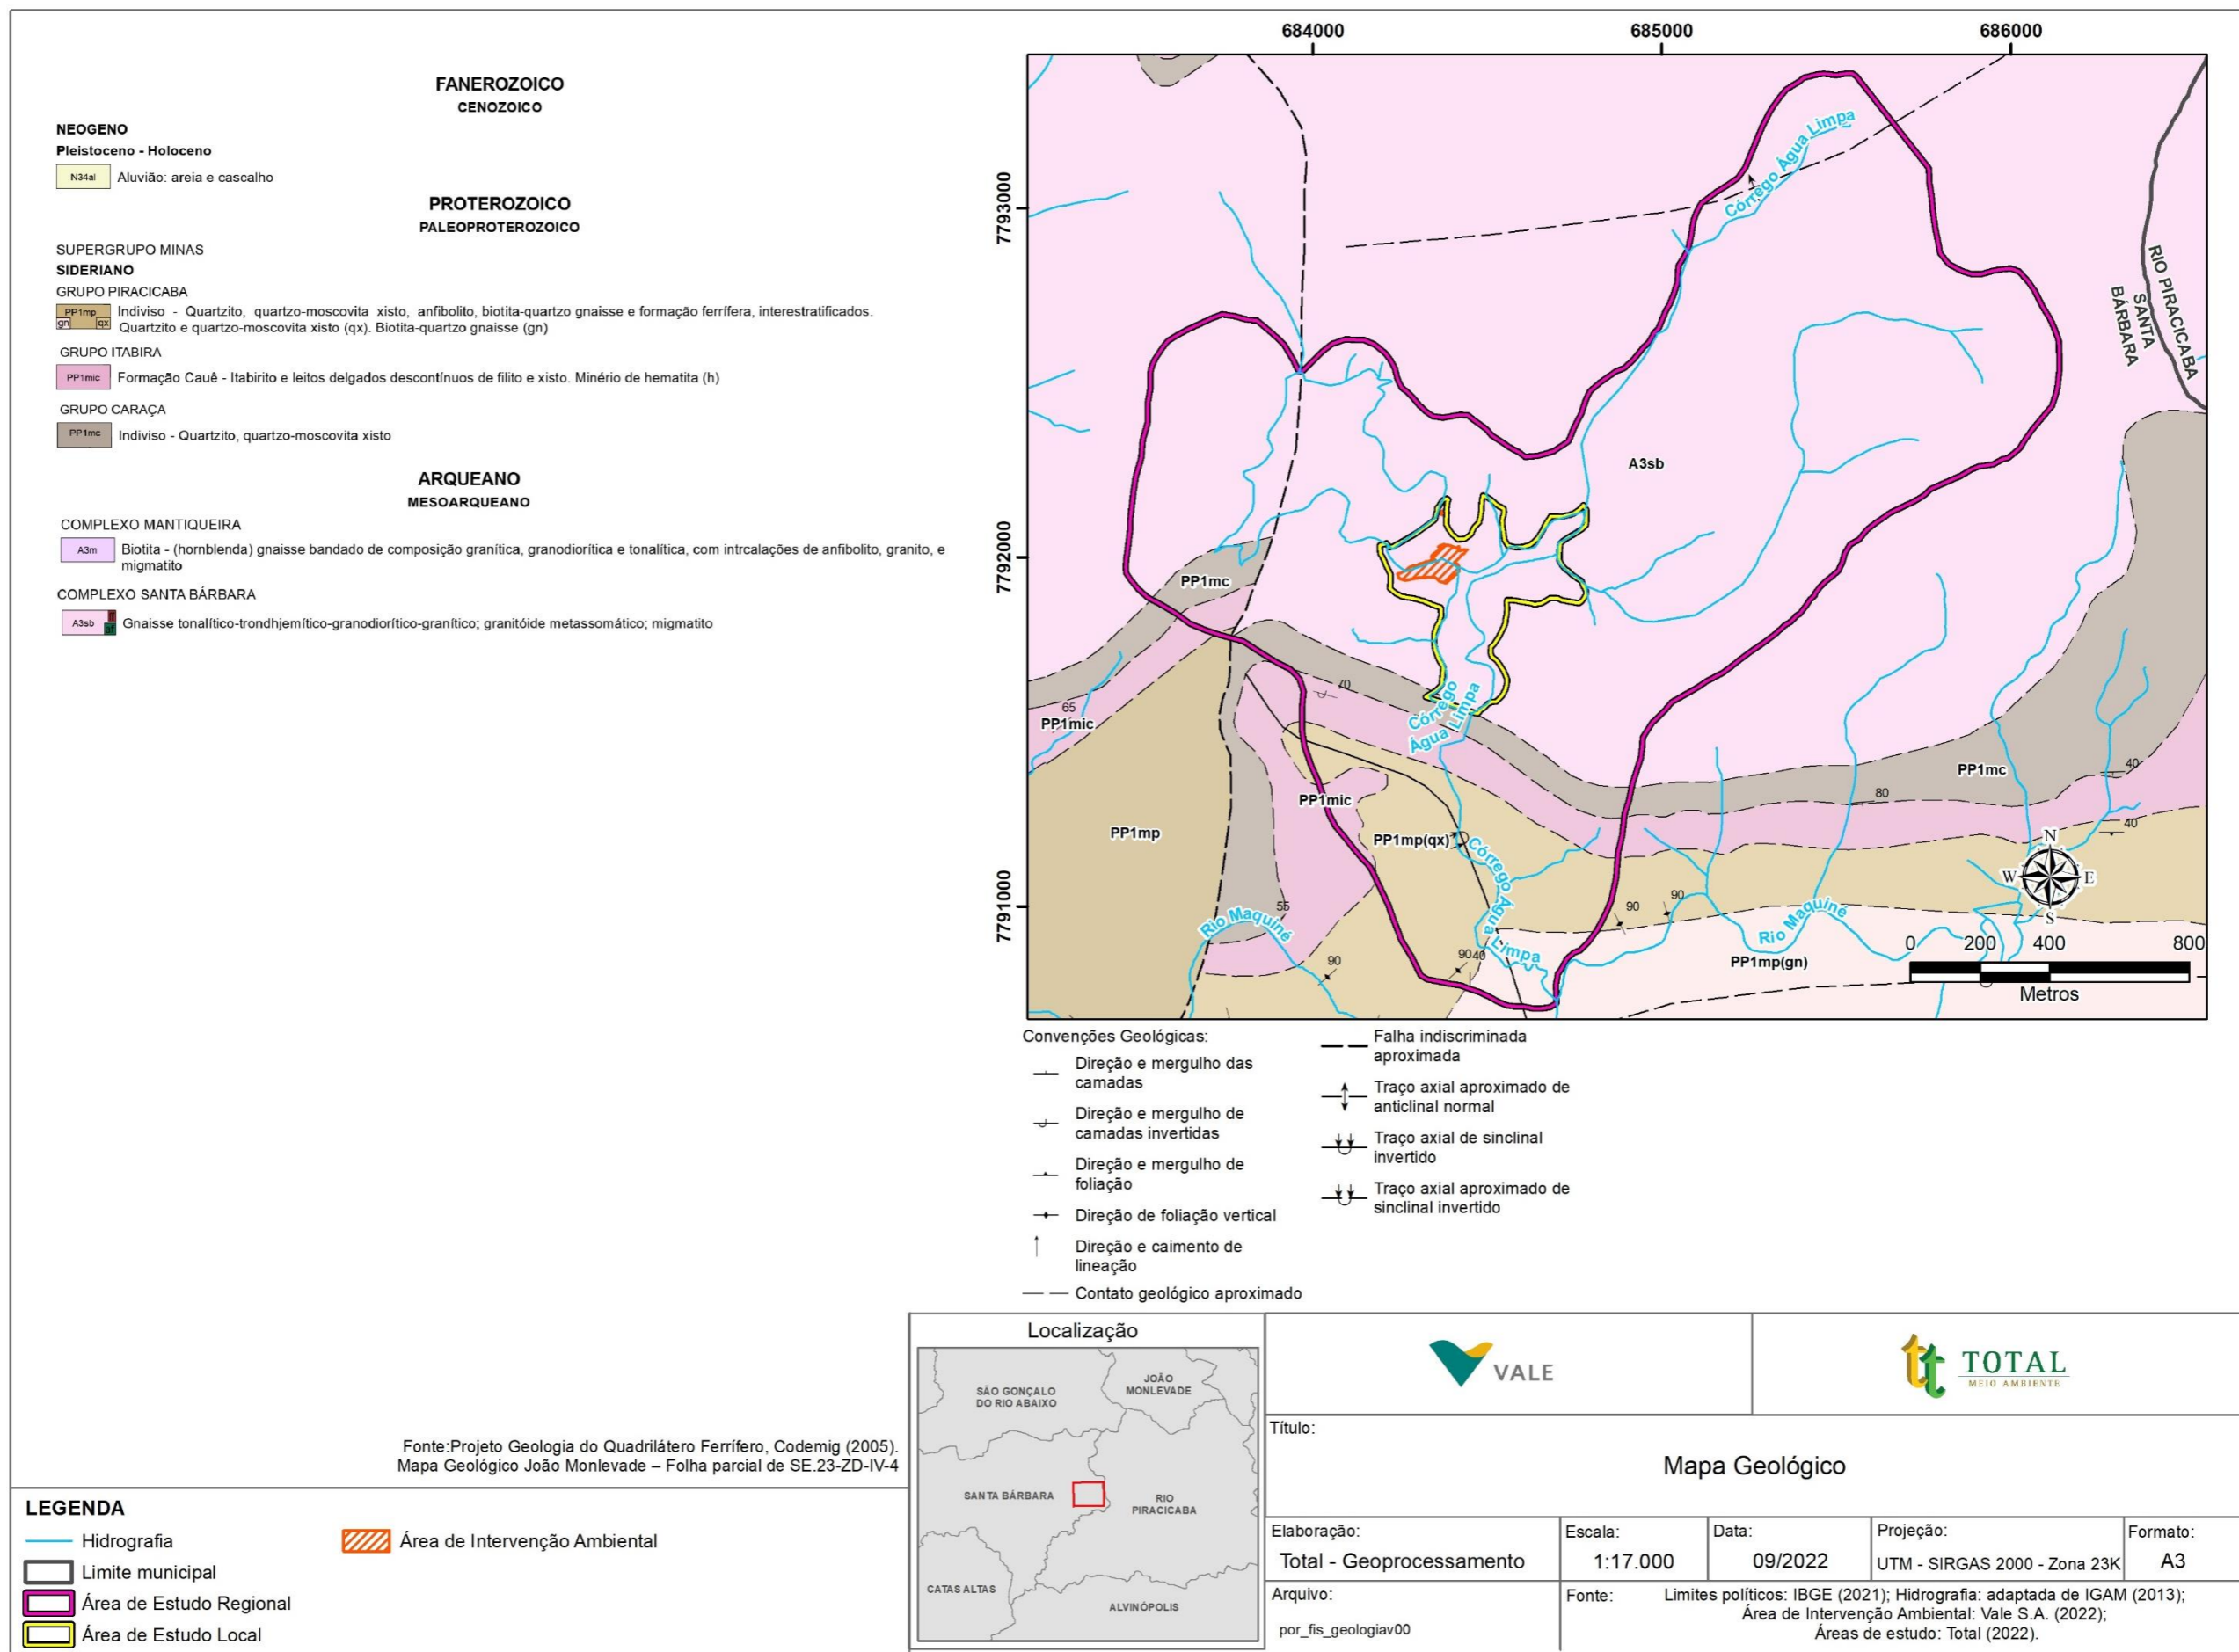 FANEROZOICO
CENOZOICO
NEOGENO
Pleistoceno - Holoceno
N34al Aluvião: areia e cascalho
PROTEROZOICO
PALEOPROTEROZOICO
SUPERGRUPO MINAS
SIDERIANO
GRUPO PIRACICABA
PP1mp Indiviso - Quartzito, quartzo-moscovita xisto, anfibolito, biotita-quartzo gnaisse e formação ferrífera, interestratificados.
gn qx Quartzito e quartzo-moscovita xisto (qx). Biotita-quartzo gnaisse (gn)
GRUPO ITABIRA
PP1mic Formação Cauê - Itabirito e leitos delgados descontínuos de filito e xisto. Minério de hematita (h)
GRUPO CARAÇA
PP1mc Indiviso - Quartzito, quartzo-moscovita xisto
ARQUEANO
MESOARQUEANO
COMPLEXO MANTIQUEIRA
A3m Biotita - (hornblenda) gnaisse bandado de composição granítica, granodiorítica e tonalítica, com intrcalações de anfibolito, granito, e
migmatito
COMPLEXO SANTA BÁRBARA
A3sb Gnaisse tonalítico-trondhjemítico-granodiorítico-granítico; granitóide metassomático; migmatito
684000 685000 686000
7793000
7792000
7791000
Córrego Água Limpa
RIO PIRACICABA
SANTA
BÁRBARA
A3sb
PP1mc
Córrego
Água Limpa
70
65
PP1mic
PP1mc
40
80
PP1mic
PP1mp
PP1mp(qx)
40
Córrego Água Limpa
N
W E
S
55
90
90
Rio Maquiné
Rio Maquiné
90
90
40
PP1mp(gn)
0 200 400 800
Metros
Convenções Geológicas:
Direção e mergulho das
camadas
Direção e mergulho de
camadas invertidas
Direção e mergulho de
foliação
Direção de foliação vertical
Direção e caimento de
lineação
Contato geológico aproximado
Falha indiscriminada
aproximada
Traço axial aproximado de
anticlinal normal
Traço axial de sinclinal
invertido
Traço axial aproximado de
sinclinal invertido
Fonte:Projeto Geologia do Quadrilátero Ferrífero, Codemig (2005).
Mapa Geológico João Monlevade – Folha parcial de SE.23-ZD-IV-4
LEGENDA
Hidrografia
Limite municipal
Área de Estudo Regional
Área de Estudo Local
Área de Intervenção Ambiental
Localização
SÃO GONÇALO
DO RIO ABAIXO
JOÃO
MONLEVADE
SANTA BÁRBARA
RIO
PIRACICABA
CATAS ALTAS
ALVINÓPOLIS
VALE
tt TOTAL
MEIO AMBIENTE
Título:
Mapa Geológico
Elaboração:
Total - Geoprocessamento
Escala:
1:17.000
Data:
09/2022
Projeção:
UTM - SIRGAS 2000 - Zona 23K
Formato:
A3
Arquivo:
por_fis_geologiav00
Fonte: Limites políticos: IBGE (2021); Hidrografia: adaptada de IGAM (2013);
Área de Intervenção Ambiental: Vale S.A. (2022);
Áreas de estudo: Total (2022).